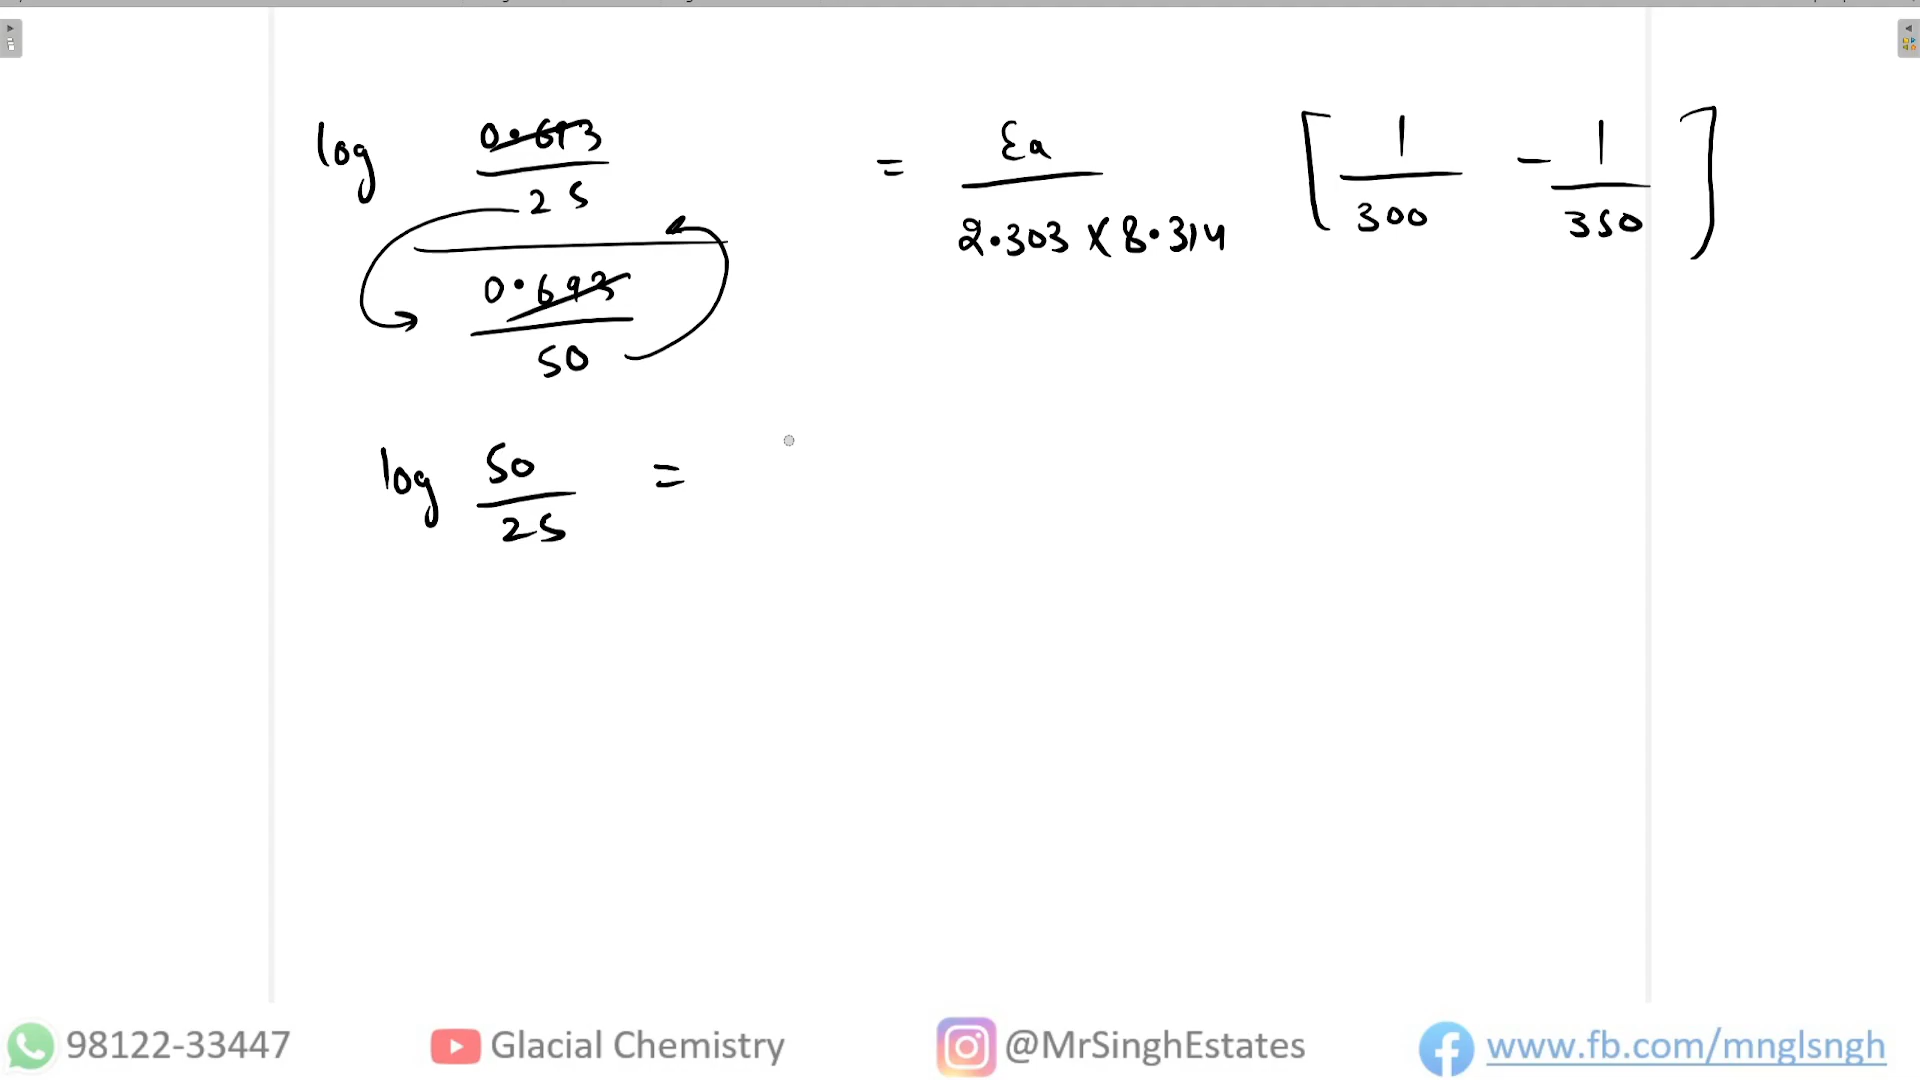 log 0.693/25 / 0.693/50 = Ea/2.303 × 8.314 [1/300 - 1/350]
log 50/25 =
98122-33447 Glacial Chemistry @MrSinghEstates www.fb.com/mnglsngh